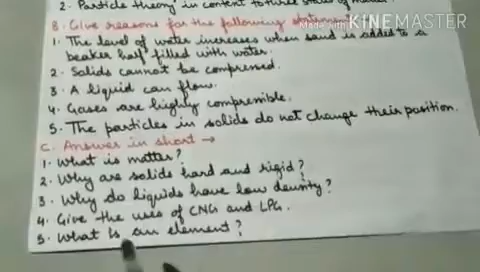 2. Particle theory in context to three states of matter.
Made with KINEMASTER
B. Give reasons for the following statements
1. The level of water increases when sand is added to a
beaker half filled with water.
2. Solids cannot be compressed.
3. A liquid can flow.
4. Gases are highly compressible.
5. The particles in solids do not change their position.
C. Answer in short →
1. What is matter?
2. Why are solids hard and rigid?
3. Why do liquids have low density?
4. Give the uses of CNG and LPG.
5. What is an element?